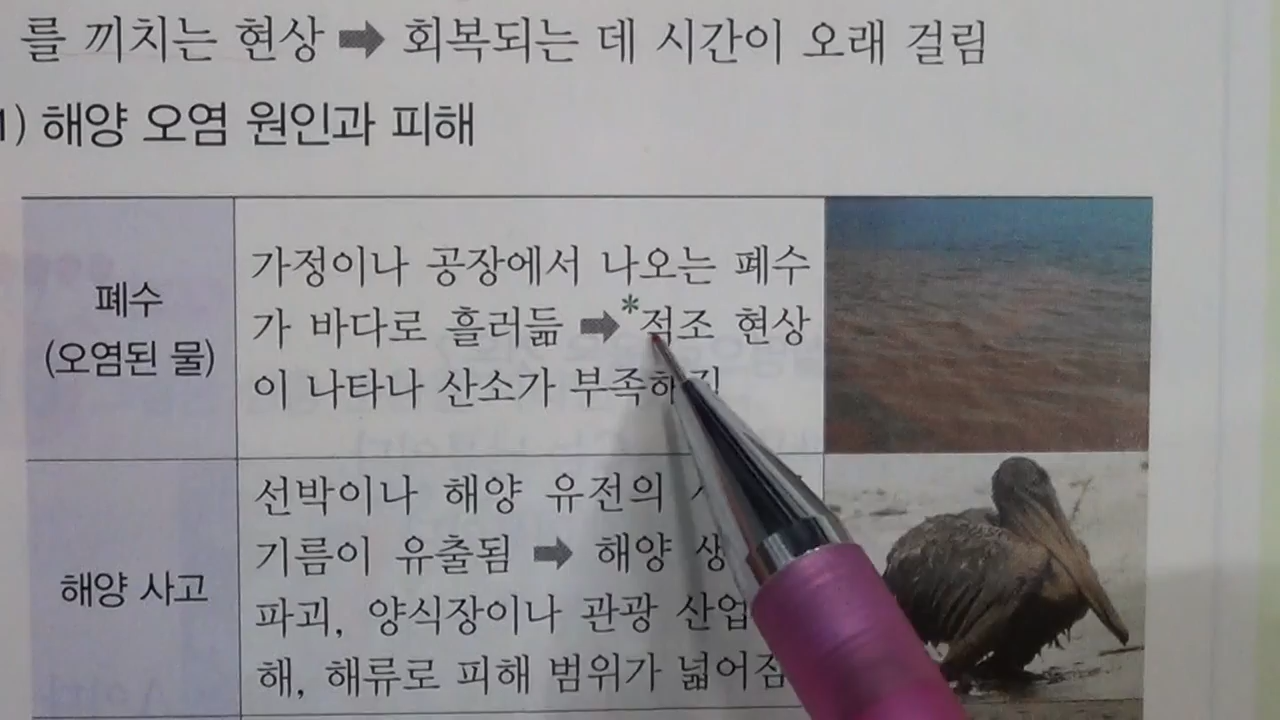 를 끼치는 현상 ➡ 회복되는 데 시간이 오래 걸림
1) 해양 오염 원인과 피해
폐수
(오염된 물)
가정이나 공장에서 나오는 폐수
가 바다로 흘러듦 ➡ *적조 현상
이 나타나 산소가 부족해짐
해양 사고
선박이나 해양 유전의
기름이 유출됨 ➡ 해양
파괴, 양식장이나 관광 산업
해, 해류로 피해 범위가 넓어짐